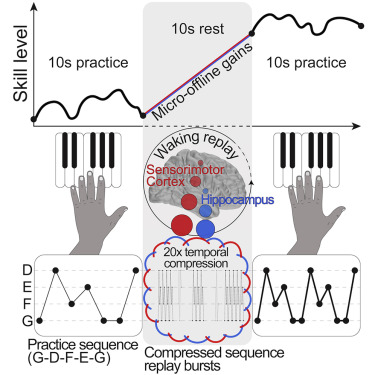 Skill level
10s practice
10s rest
10s practice
Micro-offline gains
Waking replay
Sensorimotor
Cortex
Hippocampus
20x temporal
compression
D
E
F
G
Practice sequence
(G-D-F-E-G)
Compressed sequence
replay bursts